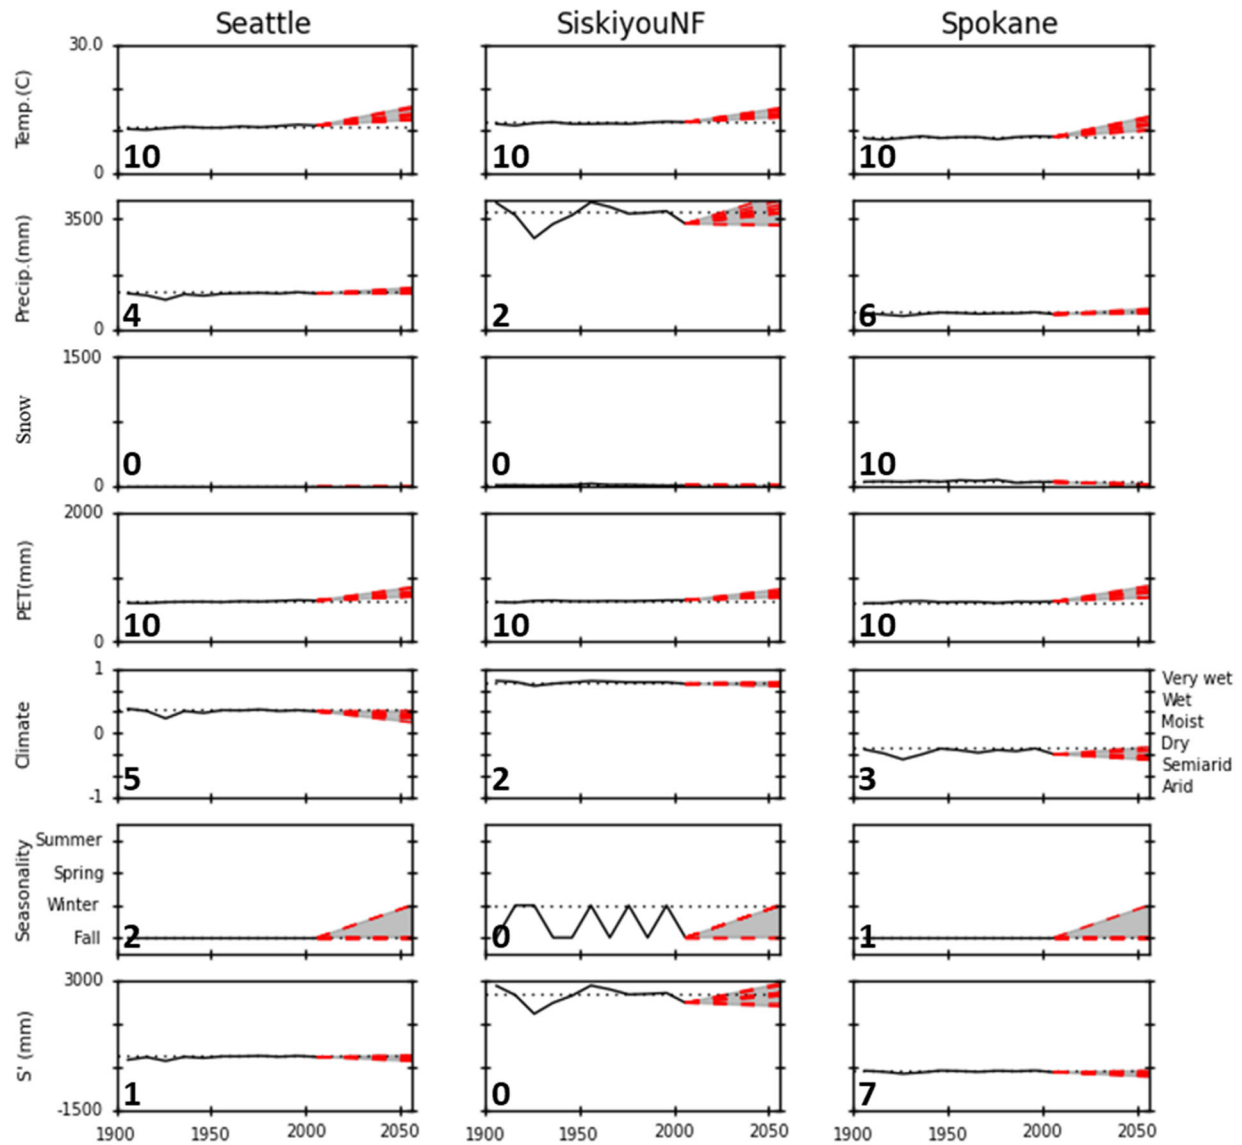 Seattle SiskiyouNF Spokane
30.0
Temp.(C)
0
10 10 10
3500
Precip.(mm)
0
4 2 6
1500
Snow
0
0 0 10
2000
PET(mm)
0
10 10 10
1
Climate
0
-1
5 2 3
Very wet
Wet
Moist
Dry
Semiarid
Arid
Seasonality
Summer
Spring
Winter
Fall
2 0 1
3000
S' (mm)
-1500
1 0 7
1900 1950 2000 2050 1900 1950 2000 2050 1900 1950 2000 2050